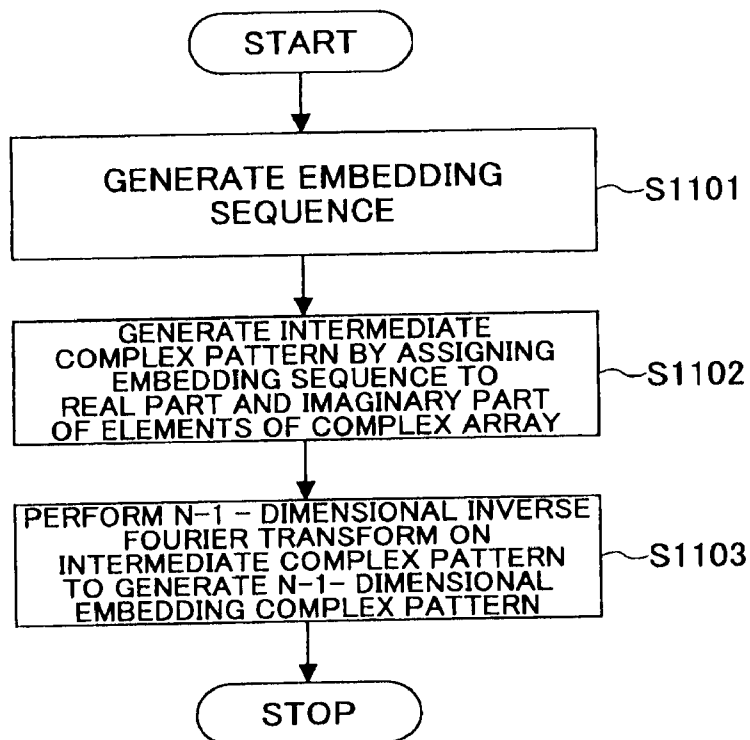 START
GENERATE EMBEDDING
SEQUENCE
S1101
GENERATE INTERMEDIATE
COMPLEX PATTERN BY ASSIGNING
EMBEDDING SEQUENCE TO
REAL PART AND IMAGINARY PART
OF ELEMENTS OF COMPLEX ARRAY
S1102
PERFORM N-1 - DIMENSIONAL INVERSE
FOURIER TRANSFORM ON
INTERMEDIATE COMPLEX PATTERN
TO GENERATE N-1- DIMENSIONAL
EMBEDDING COMPLEX PATTERN
S1103
STOP